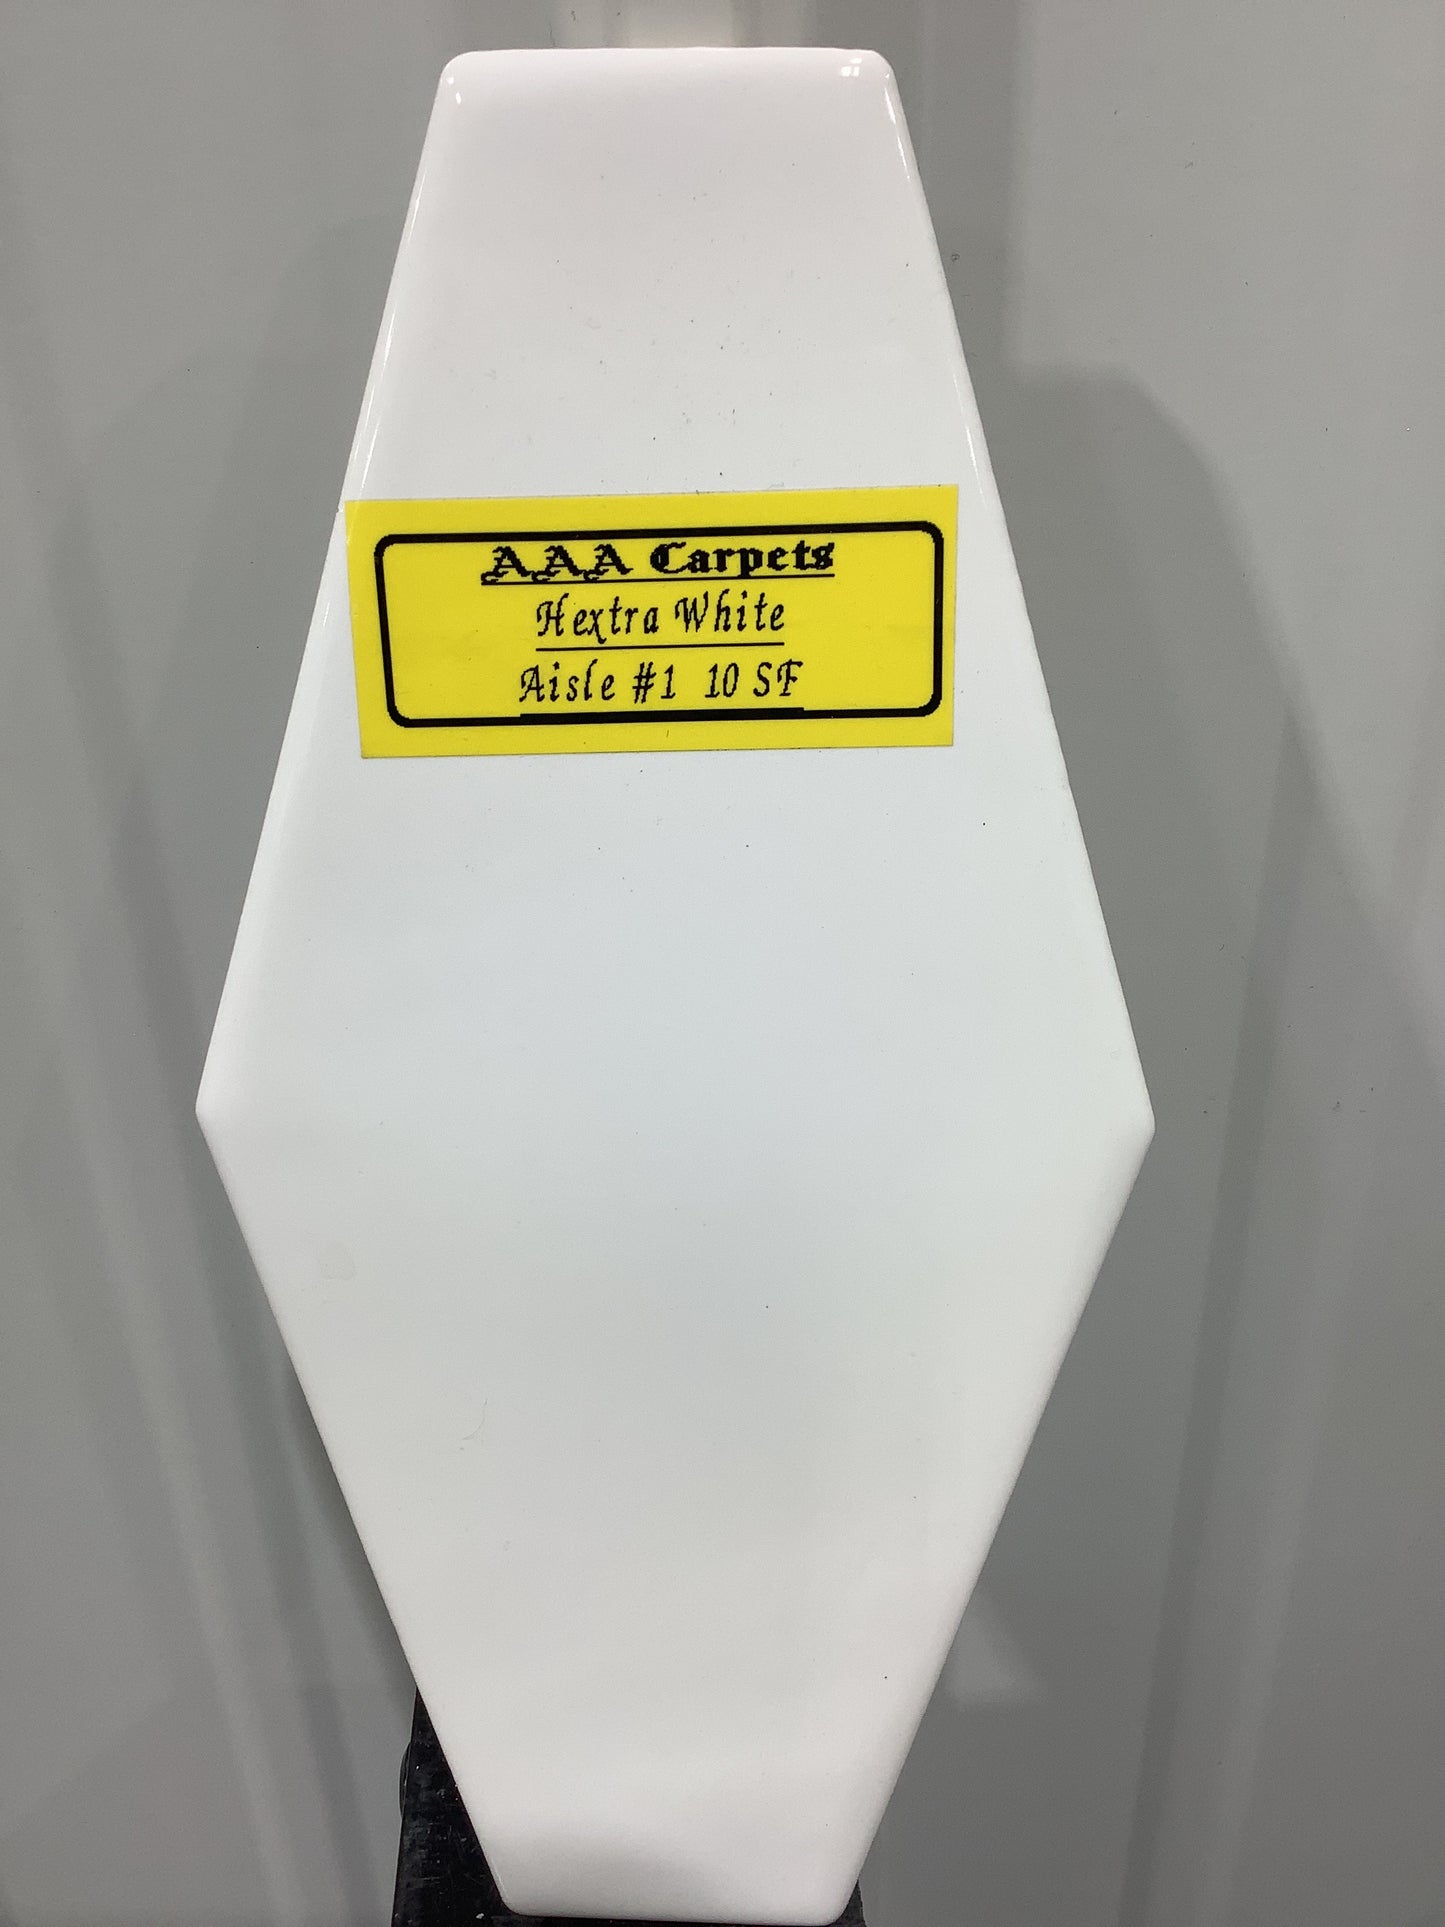 AAA Carpets
Hextra White
Aisle #1 10 SF